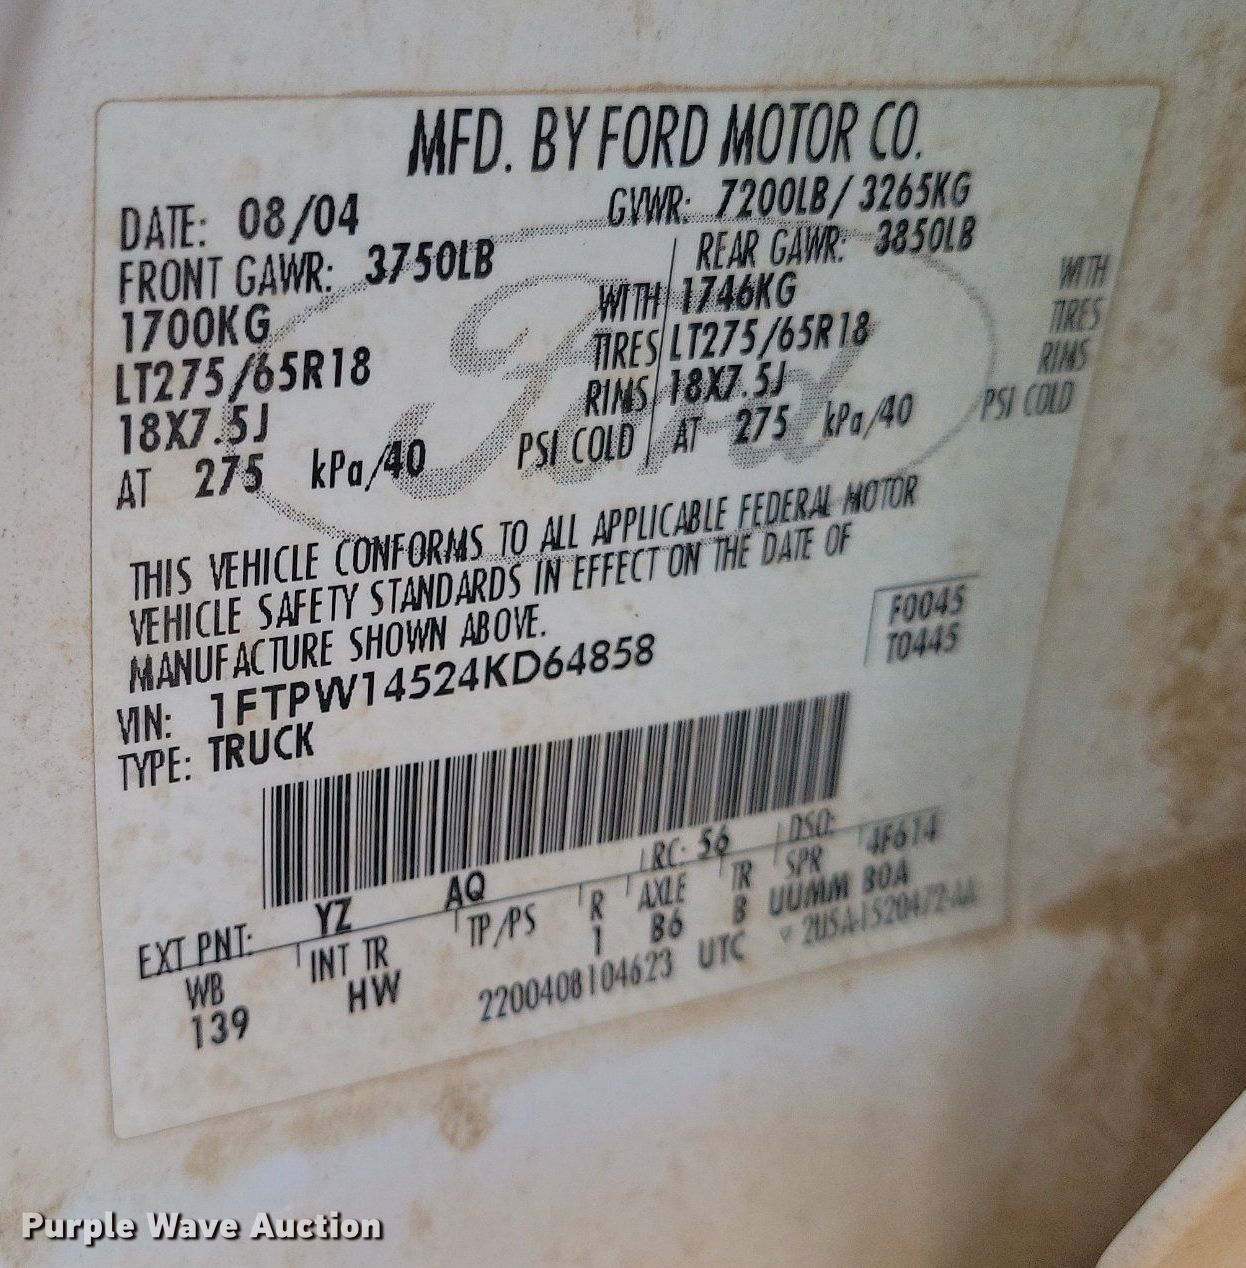 MFD. BY FORD MOTOR CO.
DATE: 08/04 GVWR: 7200LB/ 3265KG
FRONT GAWR: 3750LB REAR GAWR: 3850LB
1700KG WITH 1746KG WITH
LT275/65R18 TIRES LT275/65R18 TIRES
18X7.5J RIMS 18X7.5J RIMS
AT 275 kPa/40 PSI COLD AT 275 kPa/40 PSI COLD
Ford
THIS VEHICLE CONFORMS TO ALL APPLICABLE FEDERAL MOTOR
VEHICLE SAFETY STANDARDS IN EFFECT ON THE DATE OF
MANUFACTURE SHOWN ABOVE.
F0045
T0445
VIN: 1FTPW14524KD64858
TYPE: TRUCK
EXT PNT: YZ AQ RC: 56 DSO: 4F614
WB INT TR TP/PS R AXLE TR SPR
139 HW 1 B6 B UUMM BOA
2200408104623 UTC
Purple Wave Auction